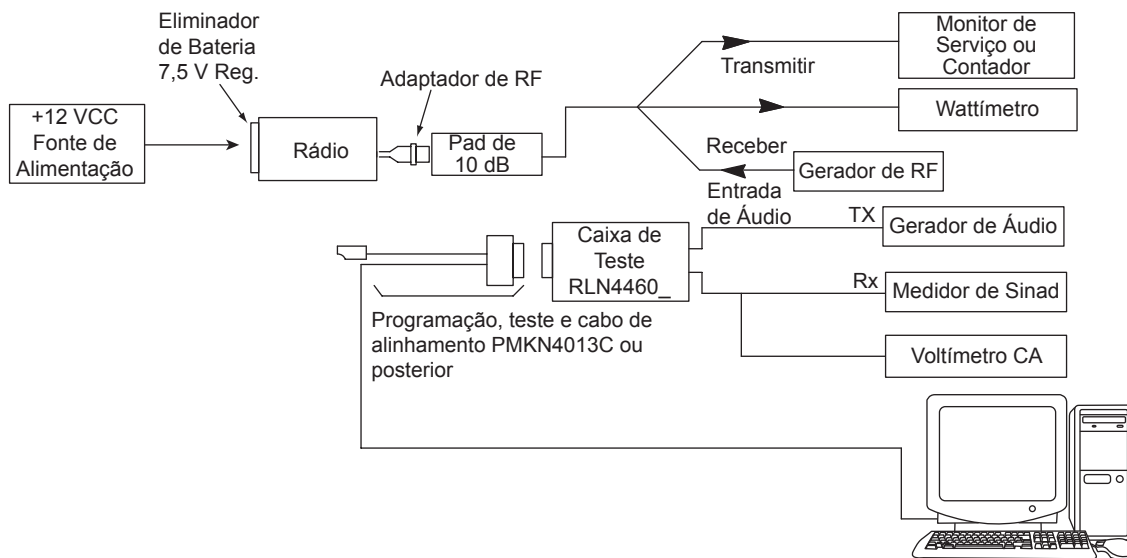 Eliminador
de Bateria
7,5 V Reg.
+12 VCC
Fonte de
Alimentação
Rádio
Adaptador de RF
Pad de
10 dB
Transmitir
Monitor de
Serviço ou
Contador
Wattímetro
Receber
Gerador de RF
Entrada
de Áudio
TX
Gerador de Áudio
Caixa de
Teste
RLN4460_
Rx
Medidor de Sinad
Voltímetro CA
Programação, teste e cabo de
alinhamento PMKN4013C ou
posterior